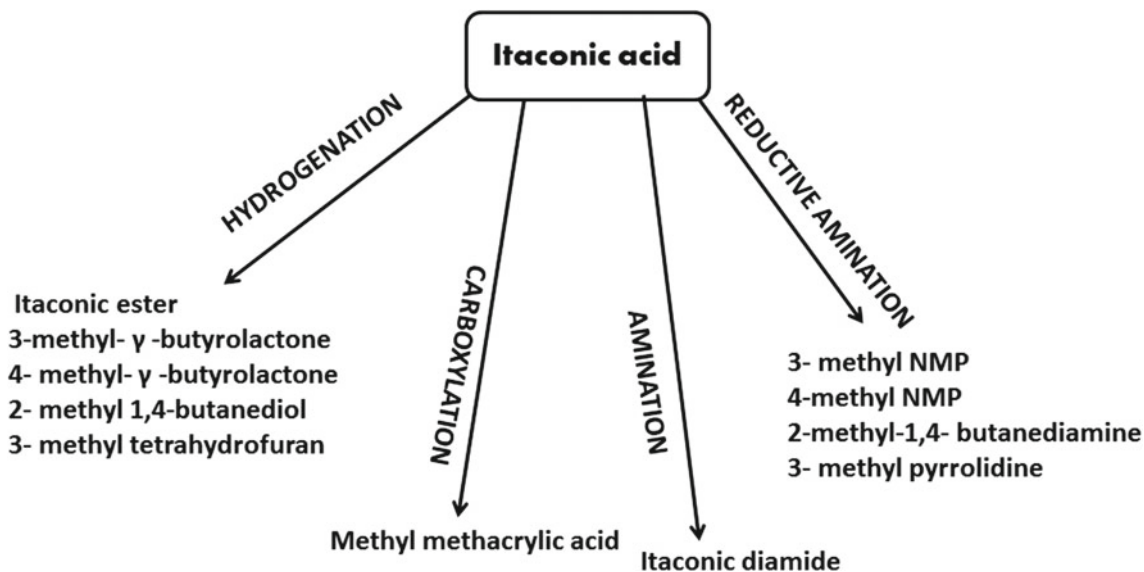 Itaconic acid
HYDROGENATION
CARBOXYLATION
AMINATION
REDUCTIVE AMINATION
Itaconic ester
3-methyl- γ -butyrolactone
4- methyl- γ -butyrolactone
2- methyl 1,4-butanediol
3- methyl tetrahydrofuran
Methyl methacrylic acid
Itaconic diamide
3- methyl NMP
4-methyl NMP
2-methyl-1,4- butanediamine
3- methyl pyrrolidine